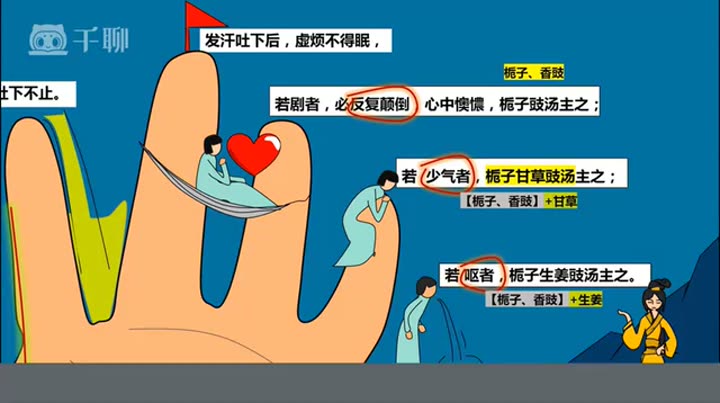 千聊
发汗吐下后，虚烦不得眠，
吐下不止。
栀子、香豉
若剧者，必反复颠倒，心中懊憹，栀子豉汤主之；
若少气者，栀子甘草豉汤主之；
【栀子、香豉】+甘草
若呕者，栀子生姜豉汤主之。
【栀子、香豉】+生姜